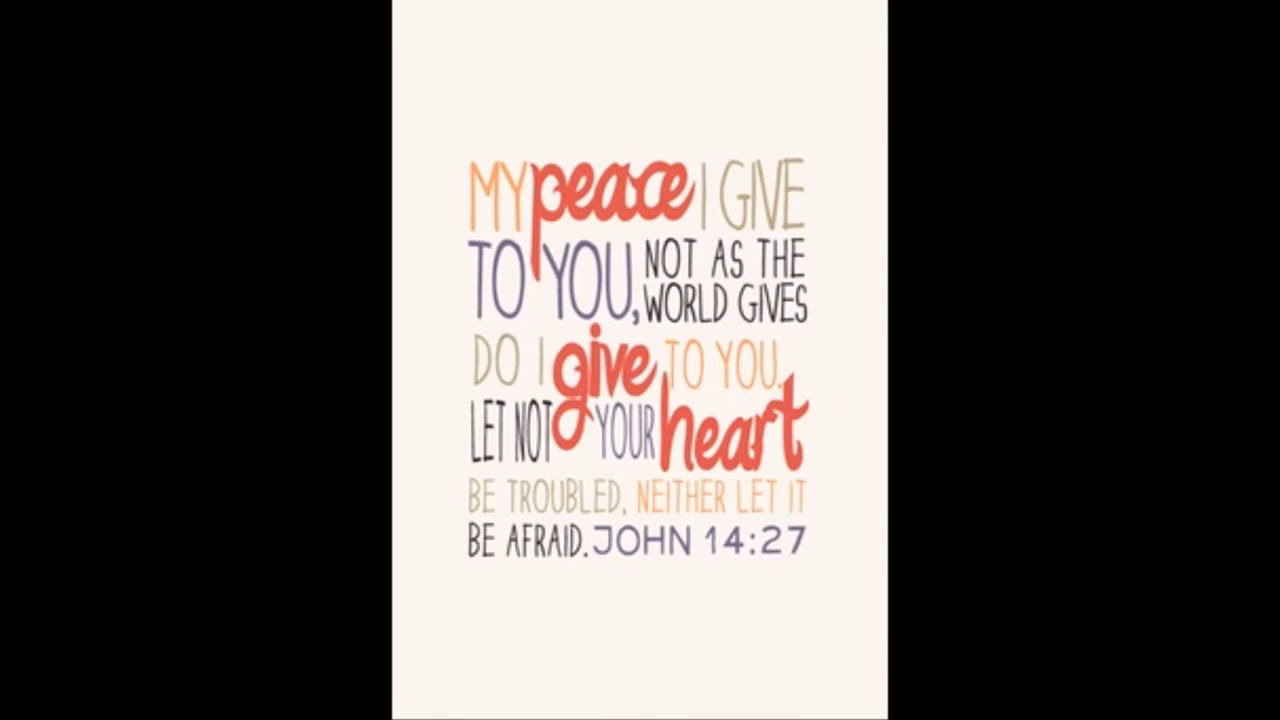 MY peace I GIVE
TO YOU, NOT AS THE
WORLD GIVES
DO I give TO YOU.
LET NOT YOUR heart
BE TROUBLED, NEITHER LET IT
BE AFRAID. JOHN 14:27